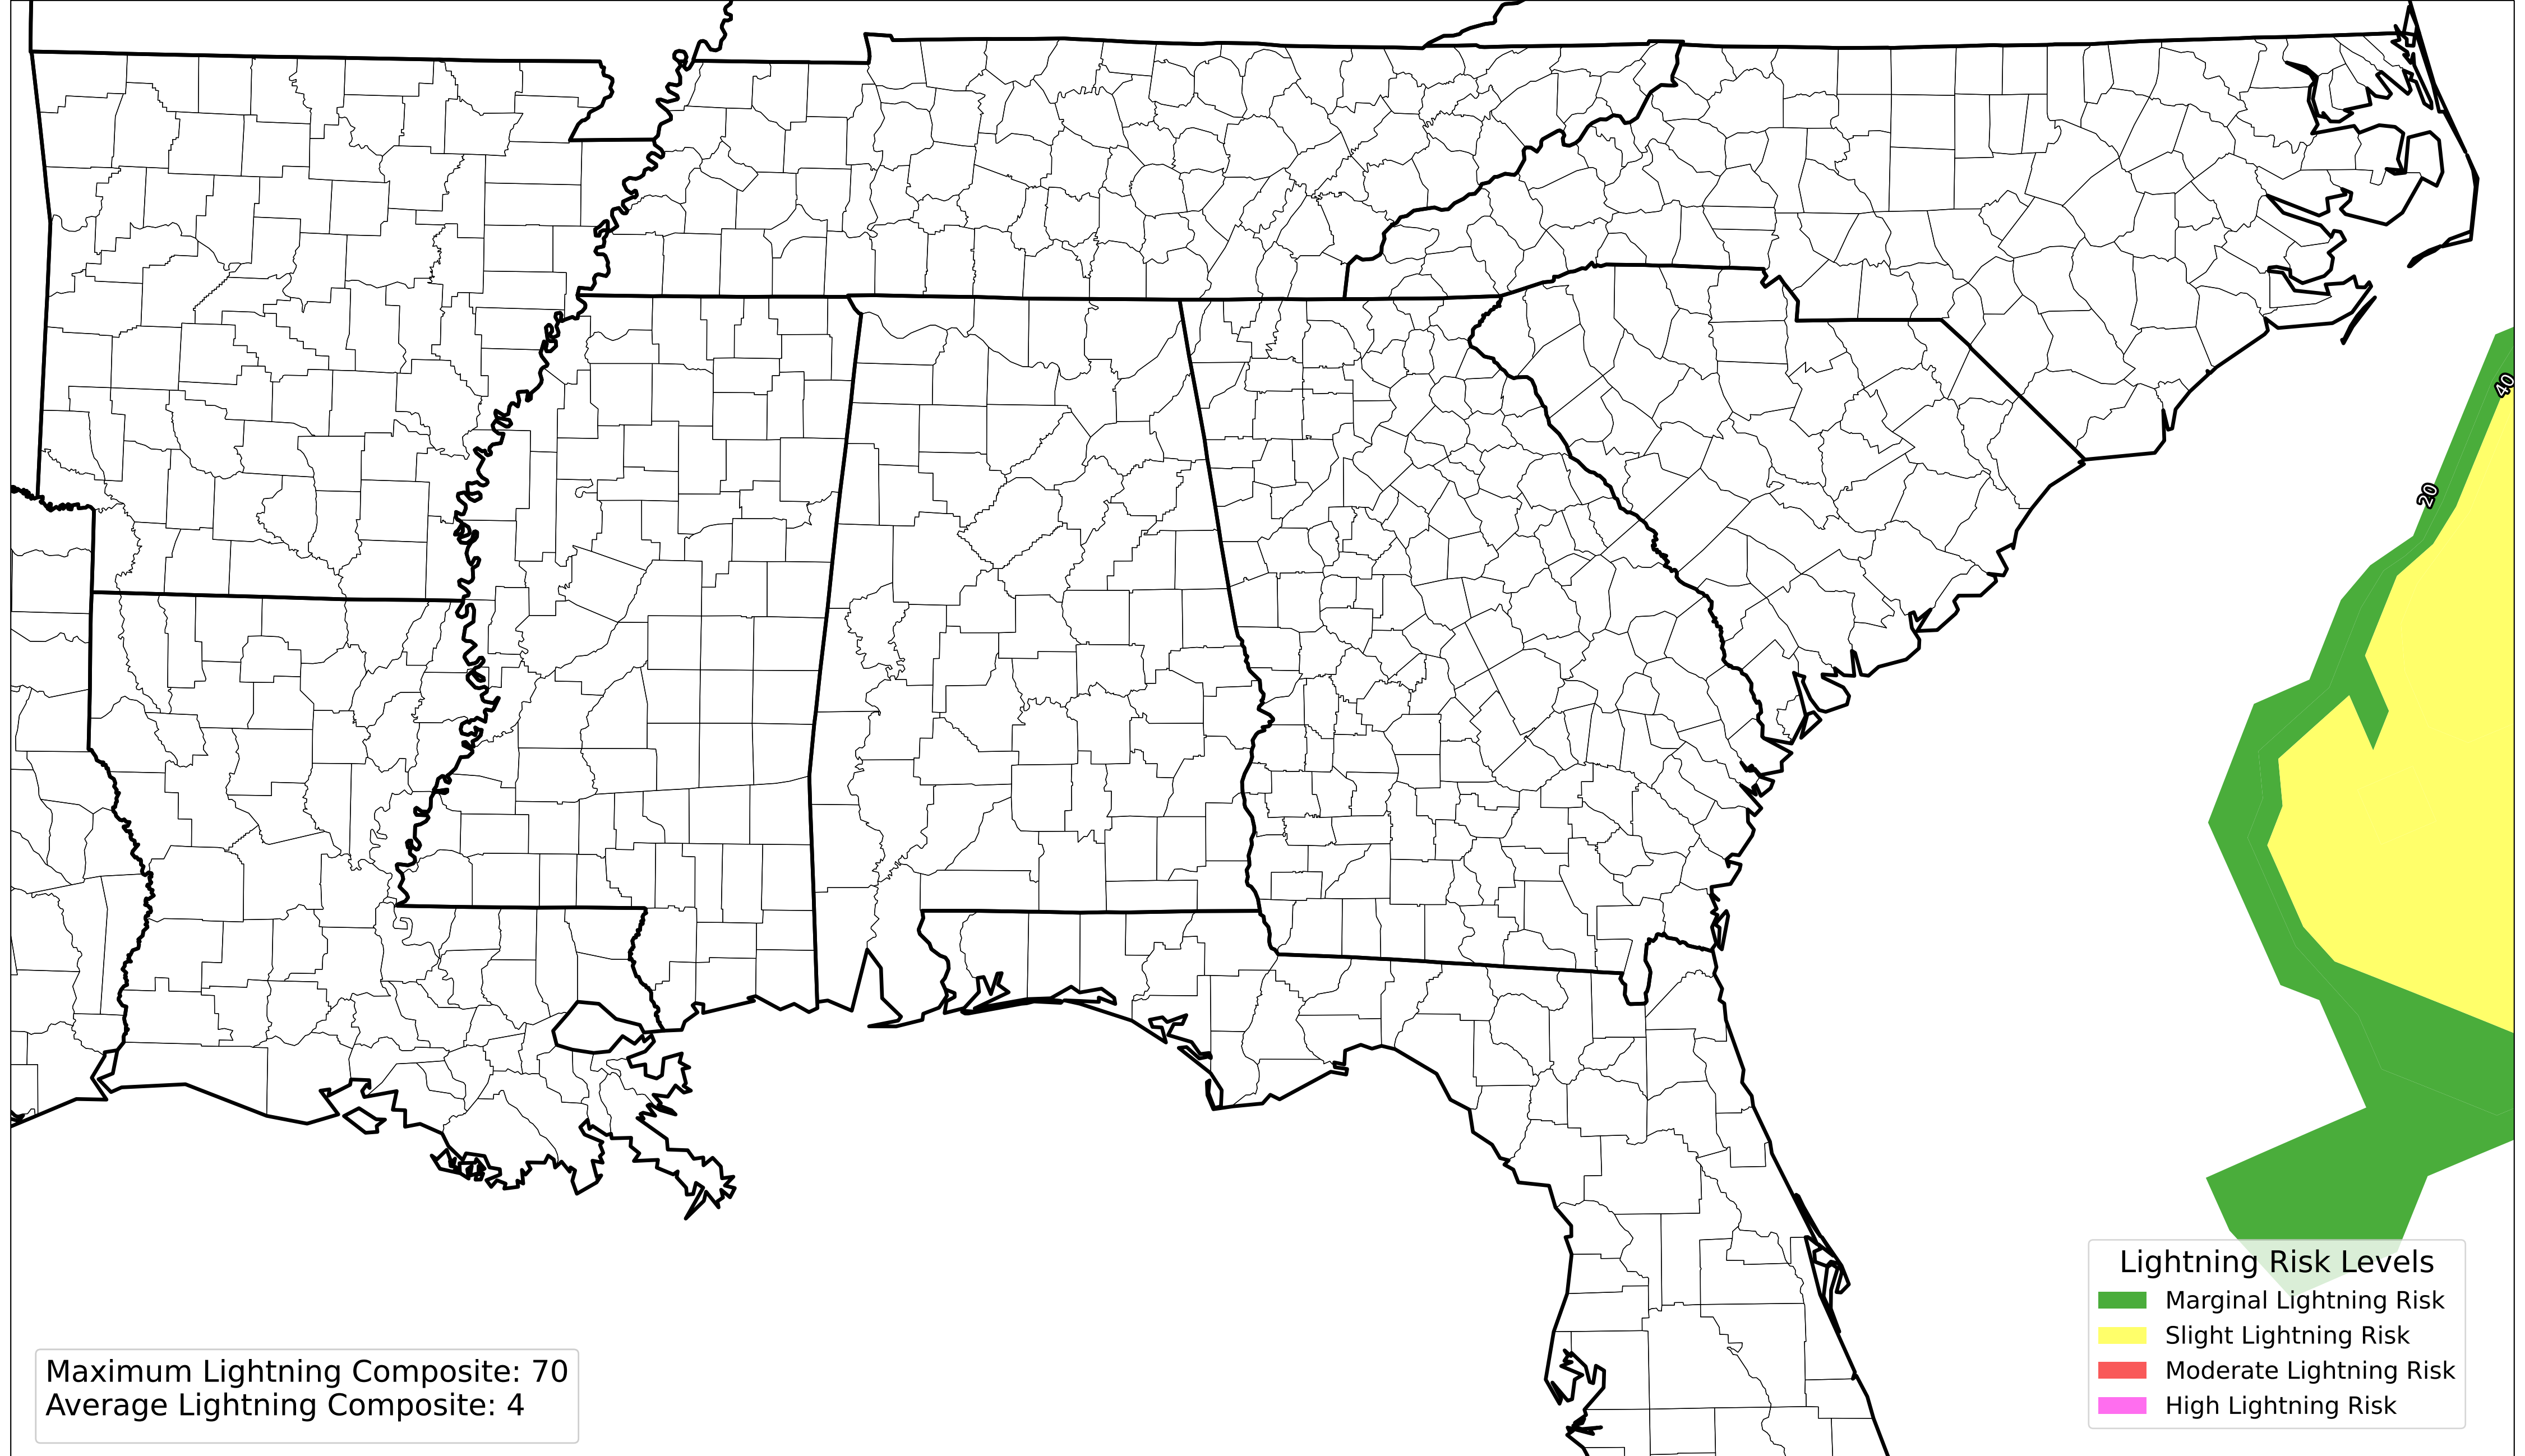 40
20
Lightning Risk Levels
Marginal Lightning Risk
Slight Lightning Risk
Moderate Lightning Risk
High Lightning Risk
Maximum Lightning Composite: 70
Average Lightning Composite: 4